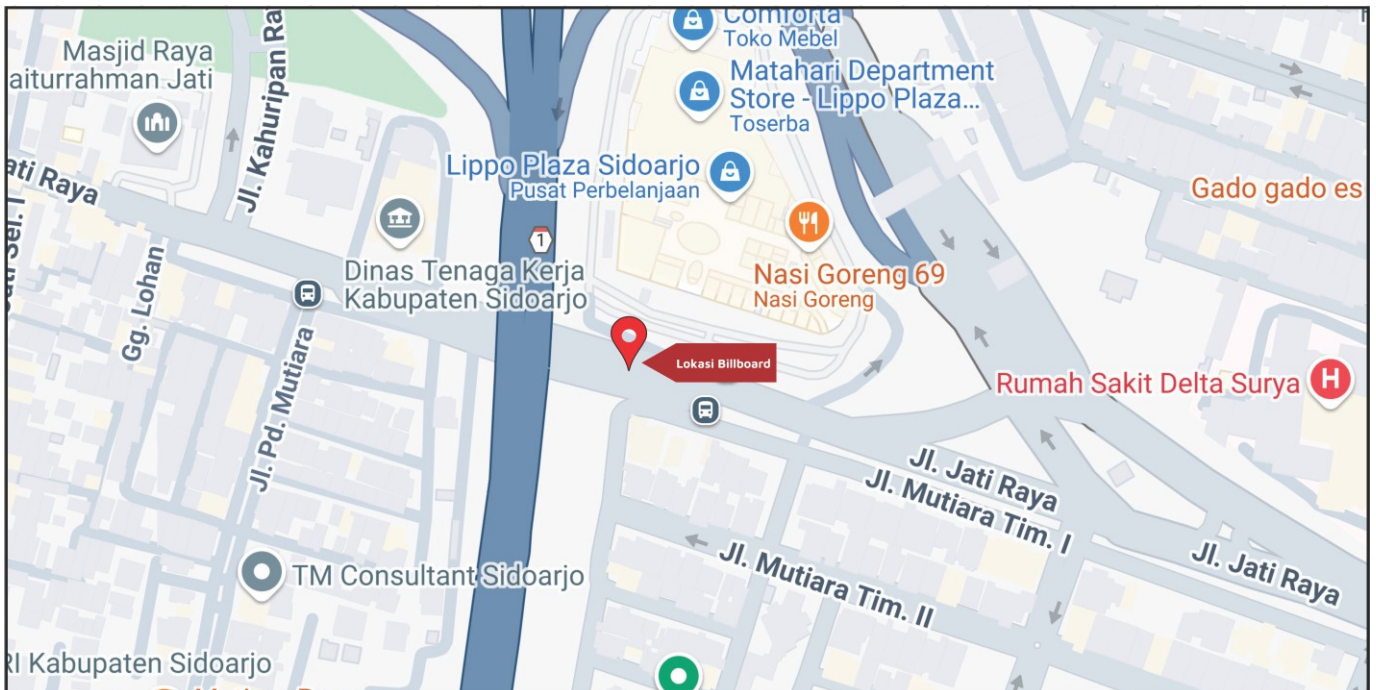 Comforta
Toko Mebel
Masjid Raya
aiturrahman Jati
Matahari Department
Store - Lippo Plaza...
Toserba
Jl. Kahuripan Ra
Lippo Plaza Sidoarjo
Pusat Perbelanjaan
ati Raya
Gado gado es
1
Dinas Tenaga Kerja
Kabupaten Sidoarjo
Nasi Goreng 69
Nasi Goreng
Gg. Lohan
Lokasi Billboard
Rumah Sakit Delta Surya
H
Jl. Pd. Mutiara
Jl. Jati Raya
Jl. Mutiara Tim. I
Jl. Mutiara Tim. II
Jl. Jati Raya
TM Consultant Sidoarjo
RI Kabupaten Sidoarjo